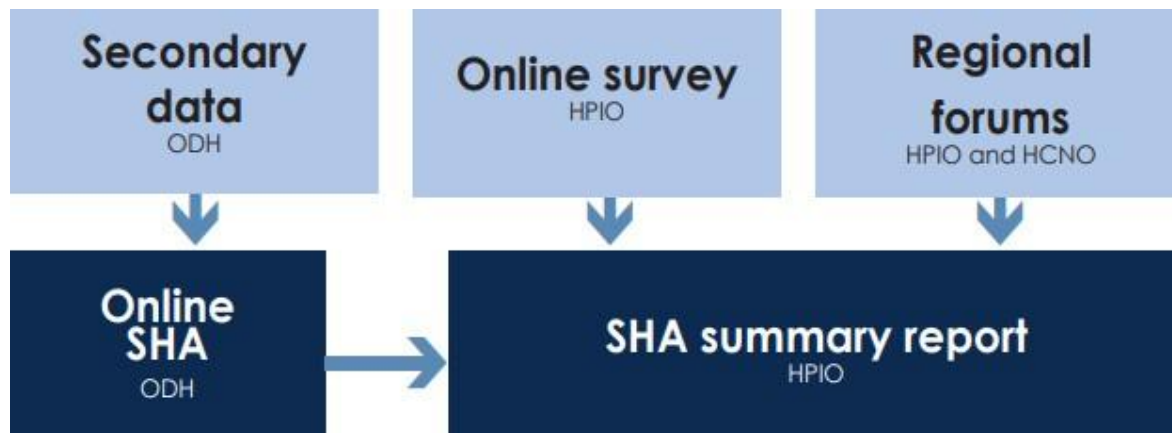 Secondary
data
ODH
Online survey
HPIO
Regional
forums
HPIO and HCNO
Online
SHA
ODH
SHA summary report
HPIO